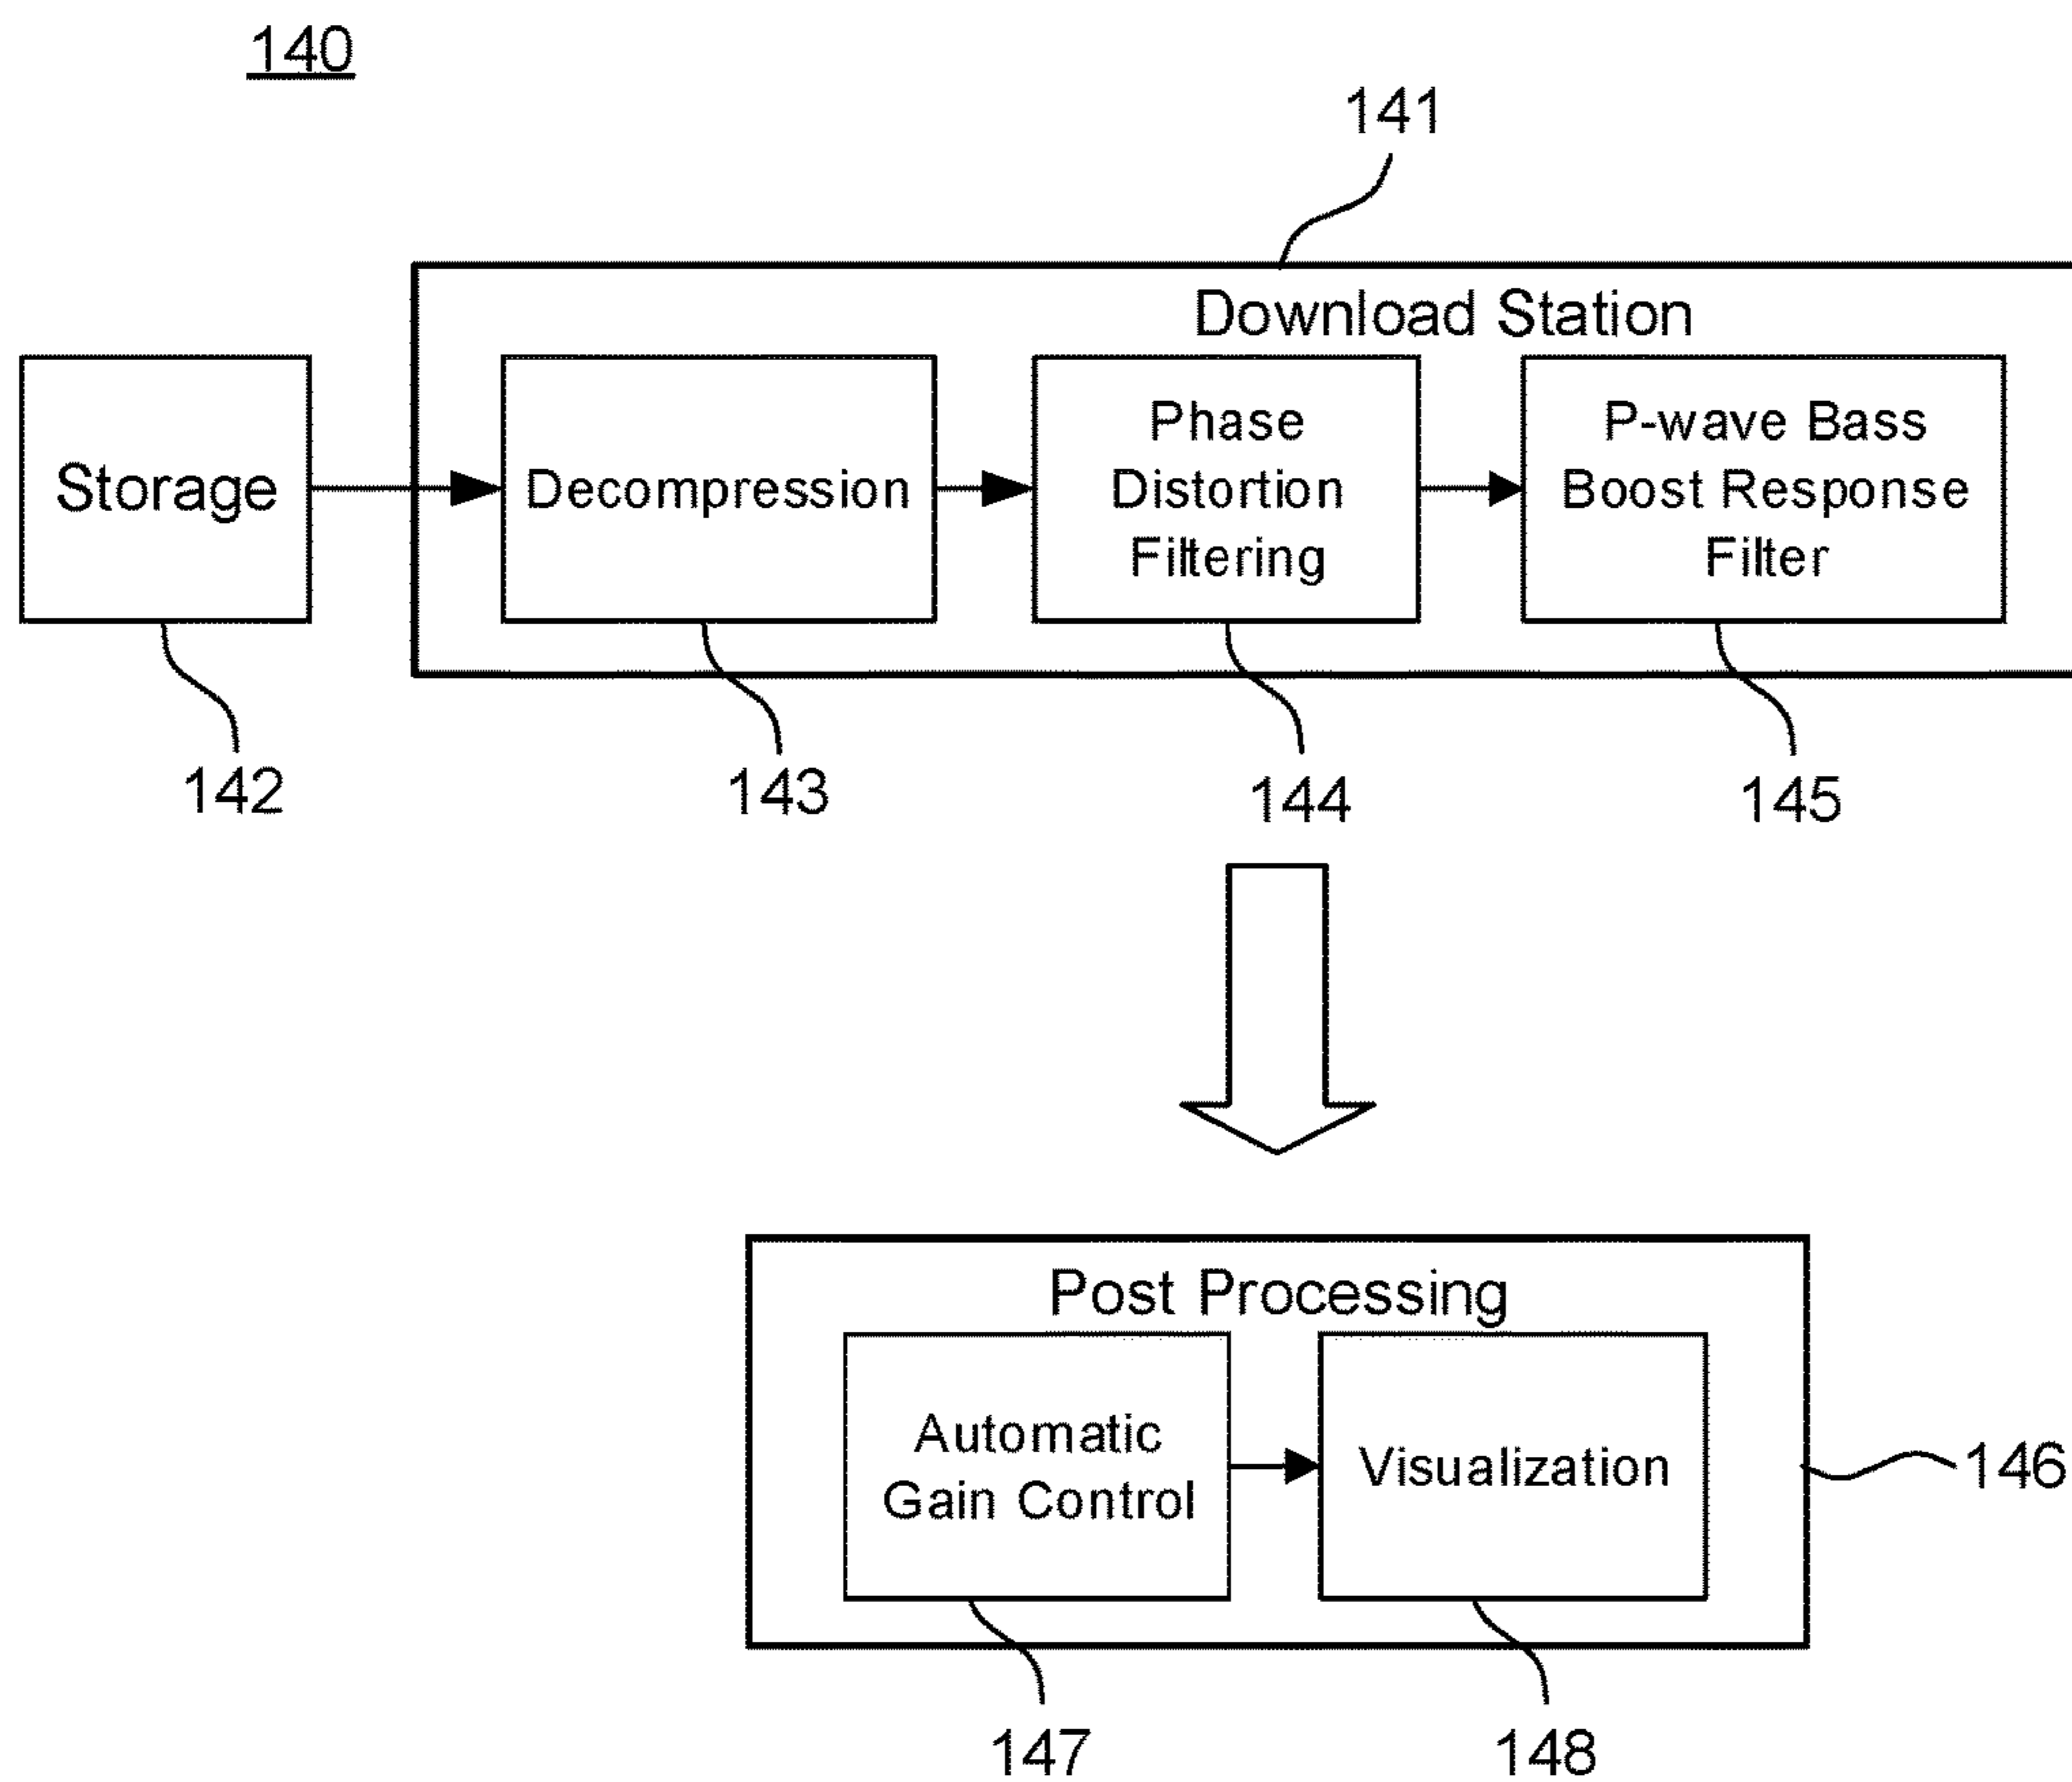 140
141
Download Station
Storage
Decompression
Phase
Distortion
Filtering
P-wave Bass
Boost Response
Filter
142
143
144
145
Post Processing
Automatic
Gain Control
Visualization
146
147
148